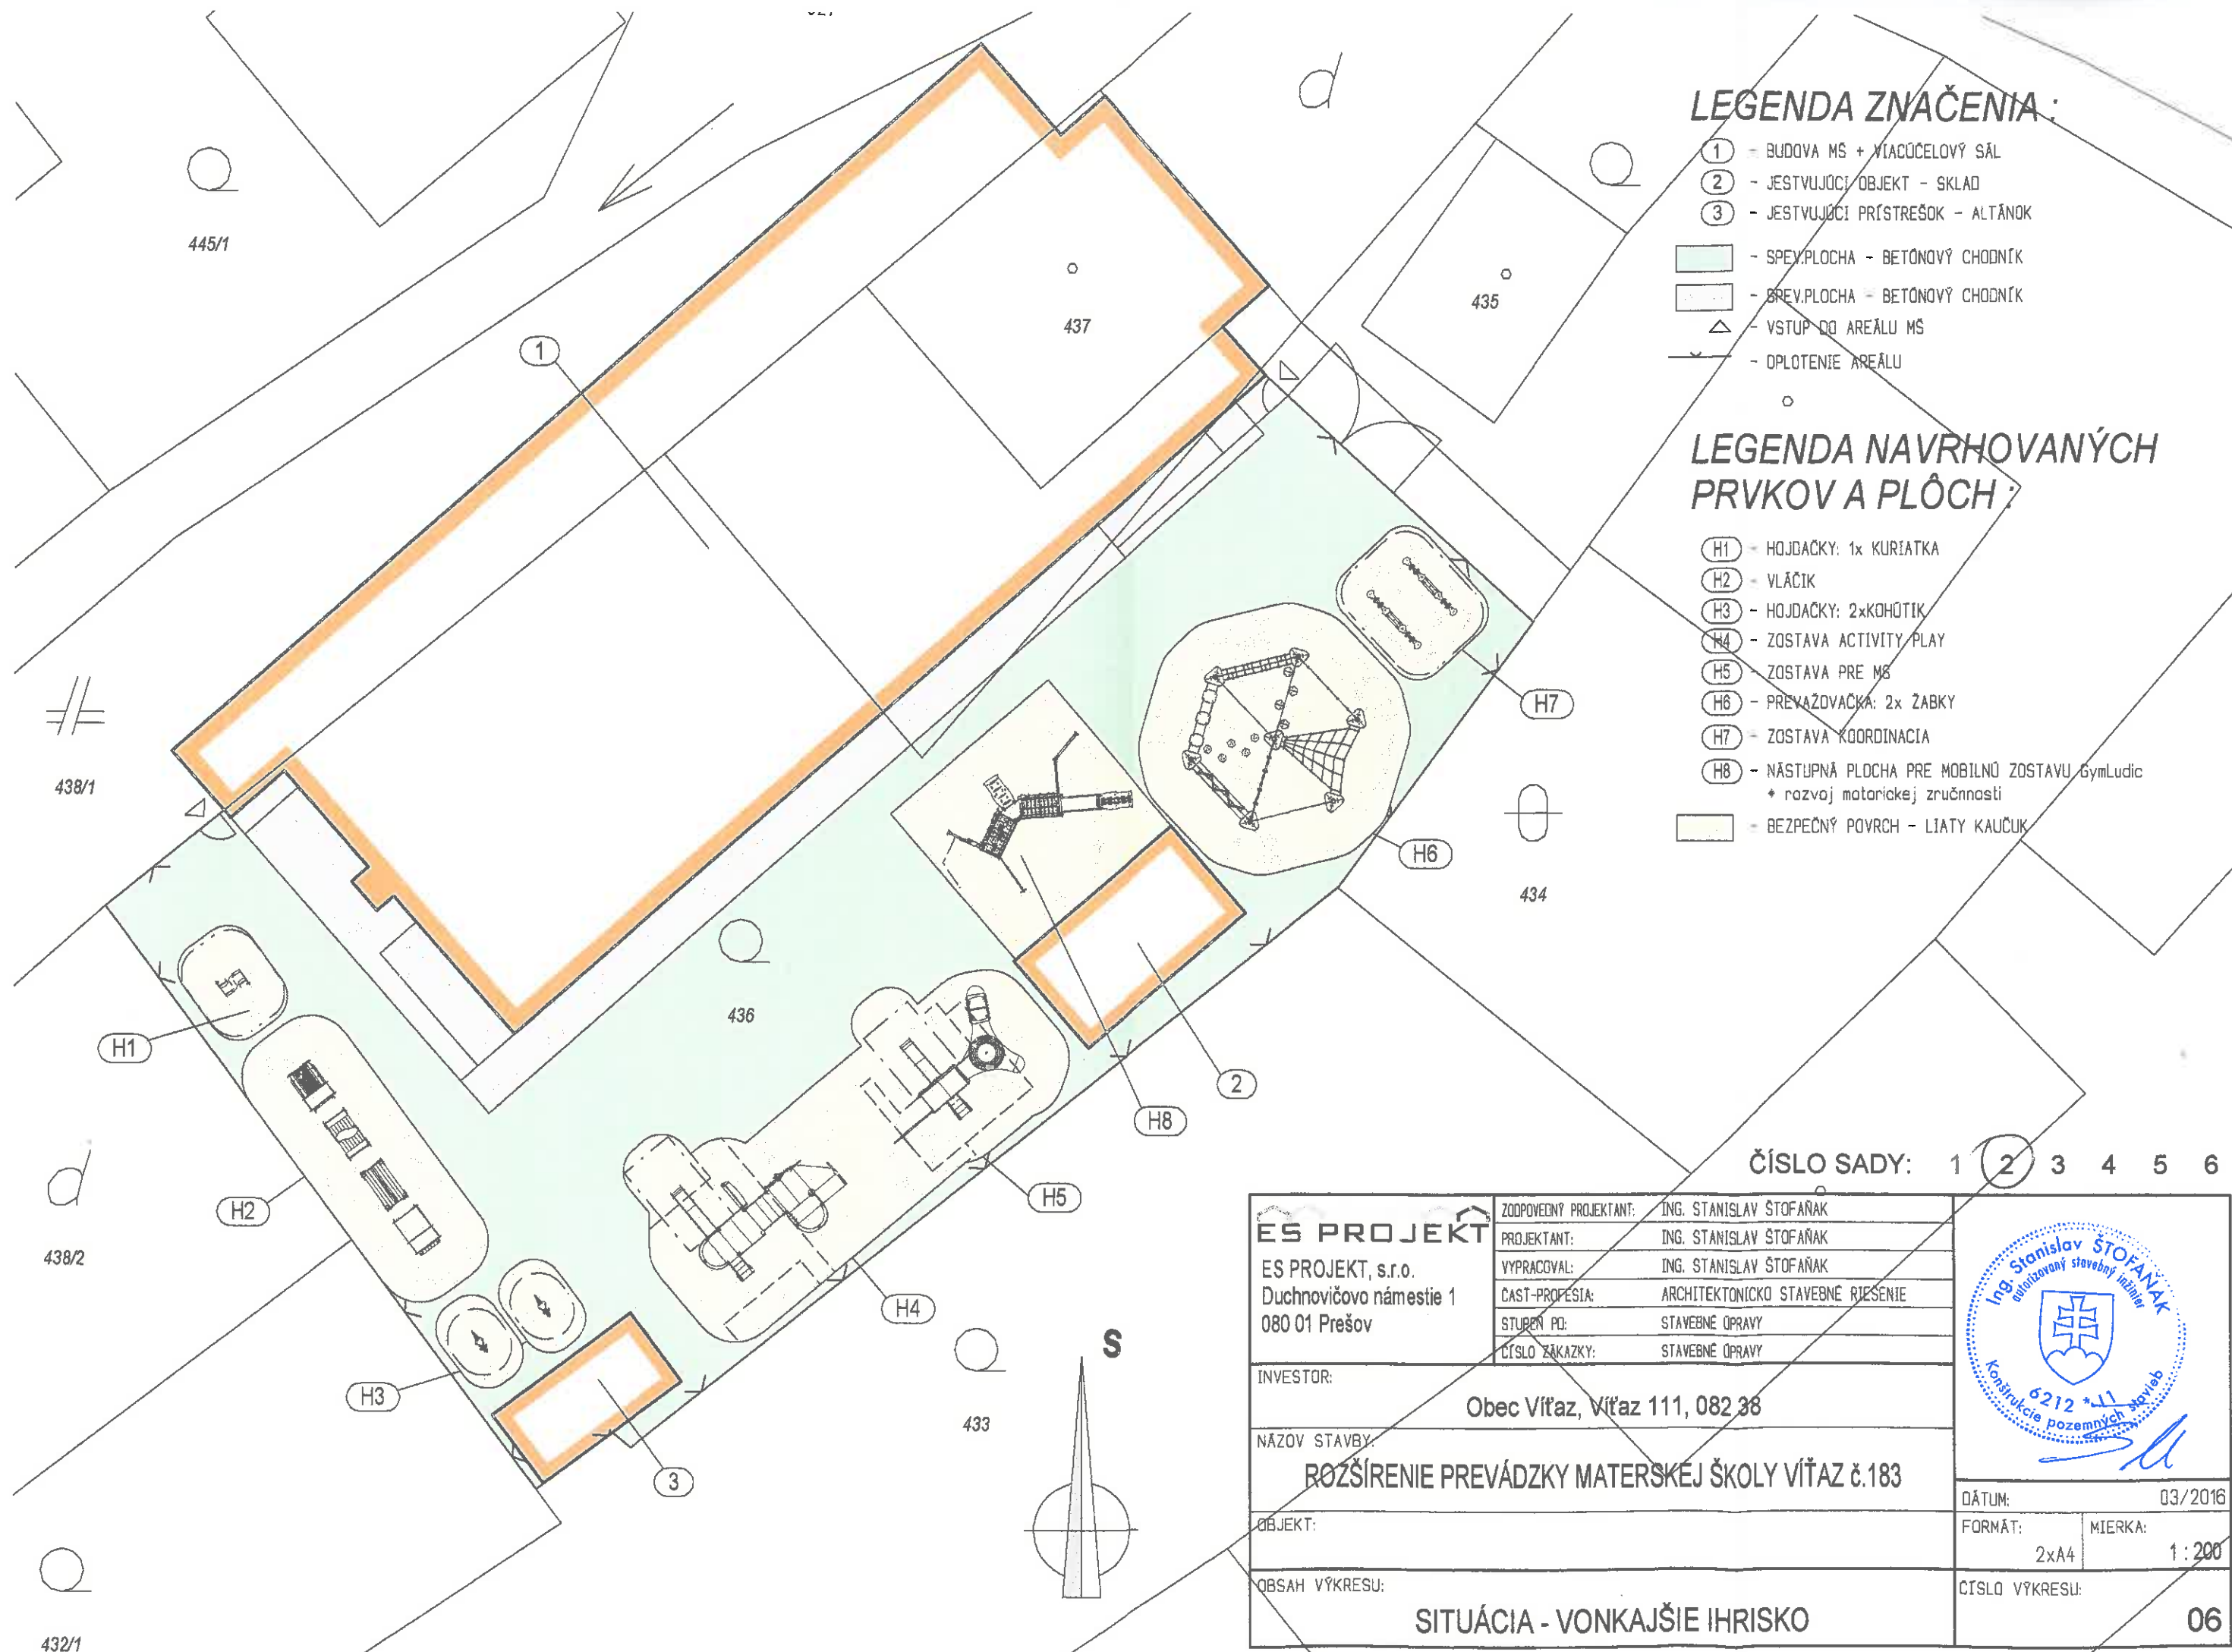 445/1
437
435
1
438/1
436
434
438/2
433
432/1
H1
H2
H3
H4
H5
H6
H7
H8
2
3
S
LEGENDA ZNAČENIA :
1 - BUDOVA MŠ + VIACÚČELOVÝ SÁL
2 - JESTVUJÚCI OBJEKT - SKLAD
3 - JESTVUJÚCI PRÍSTREŠOK - ALTÁNOK
- SPEV.PLOCHA - BETÓNOVÝ CHODNÍK
- SPEV.PLOCHA - BETÓNOVÝ CHODNÍK
- VSTUP DO AREÁLU MŠ
- OPLOTENIE AREÁLU
LEGENDA NAVRHOVANÝCH
PRVKOV A PLÔCH :
H1 - HOJDAČKY: 1x KURIATKA
H2 - VLÁČIK
H3 - HOJDAČKY: 2xKOHÚTIK
H4 - ZOSTAVA ACTIVITY PLAY
H5 - ZOSTAVA PRE MŠ
H6 - PREVAŽOVAČKA: 2x ŽABKY
H7 - ZOSTAVA KOORDINACIA
H8 - NÁSTUPNÁ PLOCHA PRE MOBILNÚ ZOSTAVU GymLudic
+ rozvoj motorickej zručnnosti
- BEZPEČNÝ POVRCH - LIATY KAUČUK
ČÍSLO SADY: 1 2 3 4 5 6
ES PROJEKT
ES PROJEKT, s.r.o.
Duchnovičovo námestie 1
080 01 Prešov
ZODPOVEDNÝ PROJEKTANT: ING. STANISLAV ŠTOFAŇAK
PROJEKTANT: ING. STANISLAV ŠTOFAŇAK
VYPRACOVAL: ING. STANISLAV ŠTOFAŇAK
ČASŤ-PROFESIA: ARCHITEKTONICKO STAVEBNÉ RIEŠENIE
STUPEŇ PD: STAVEBNÉ ÚPRAVY
ČÍSLO ZÁKAZKY: STAVEBNÉ ÚPRAVY
INVESTOR:
Obec Víťaz, Víťaz 111, 082 38
NÁZOV STAVBY:
ROZŠÍRENIE PREVÁDZKY MATERSKEJ ŠKOLY VÍŤAZ č.183
OBJEKT:
OBSAH VÝKRESU:
SITUÁCIA - VONKAJŠIE IHRISKO
Ing. Stanislav ŠTOFAŇAK
autorizovaný stavebný inžinier
6212 * 11
Konštrukcie pozemných stavieb
DÁTUM: 03/2016
FORMÁT: 2xA4
MIERKA: 1 : 200
ČÍSLO VÝKRESU:
06